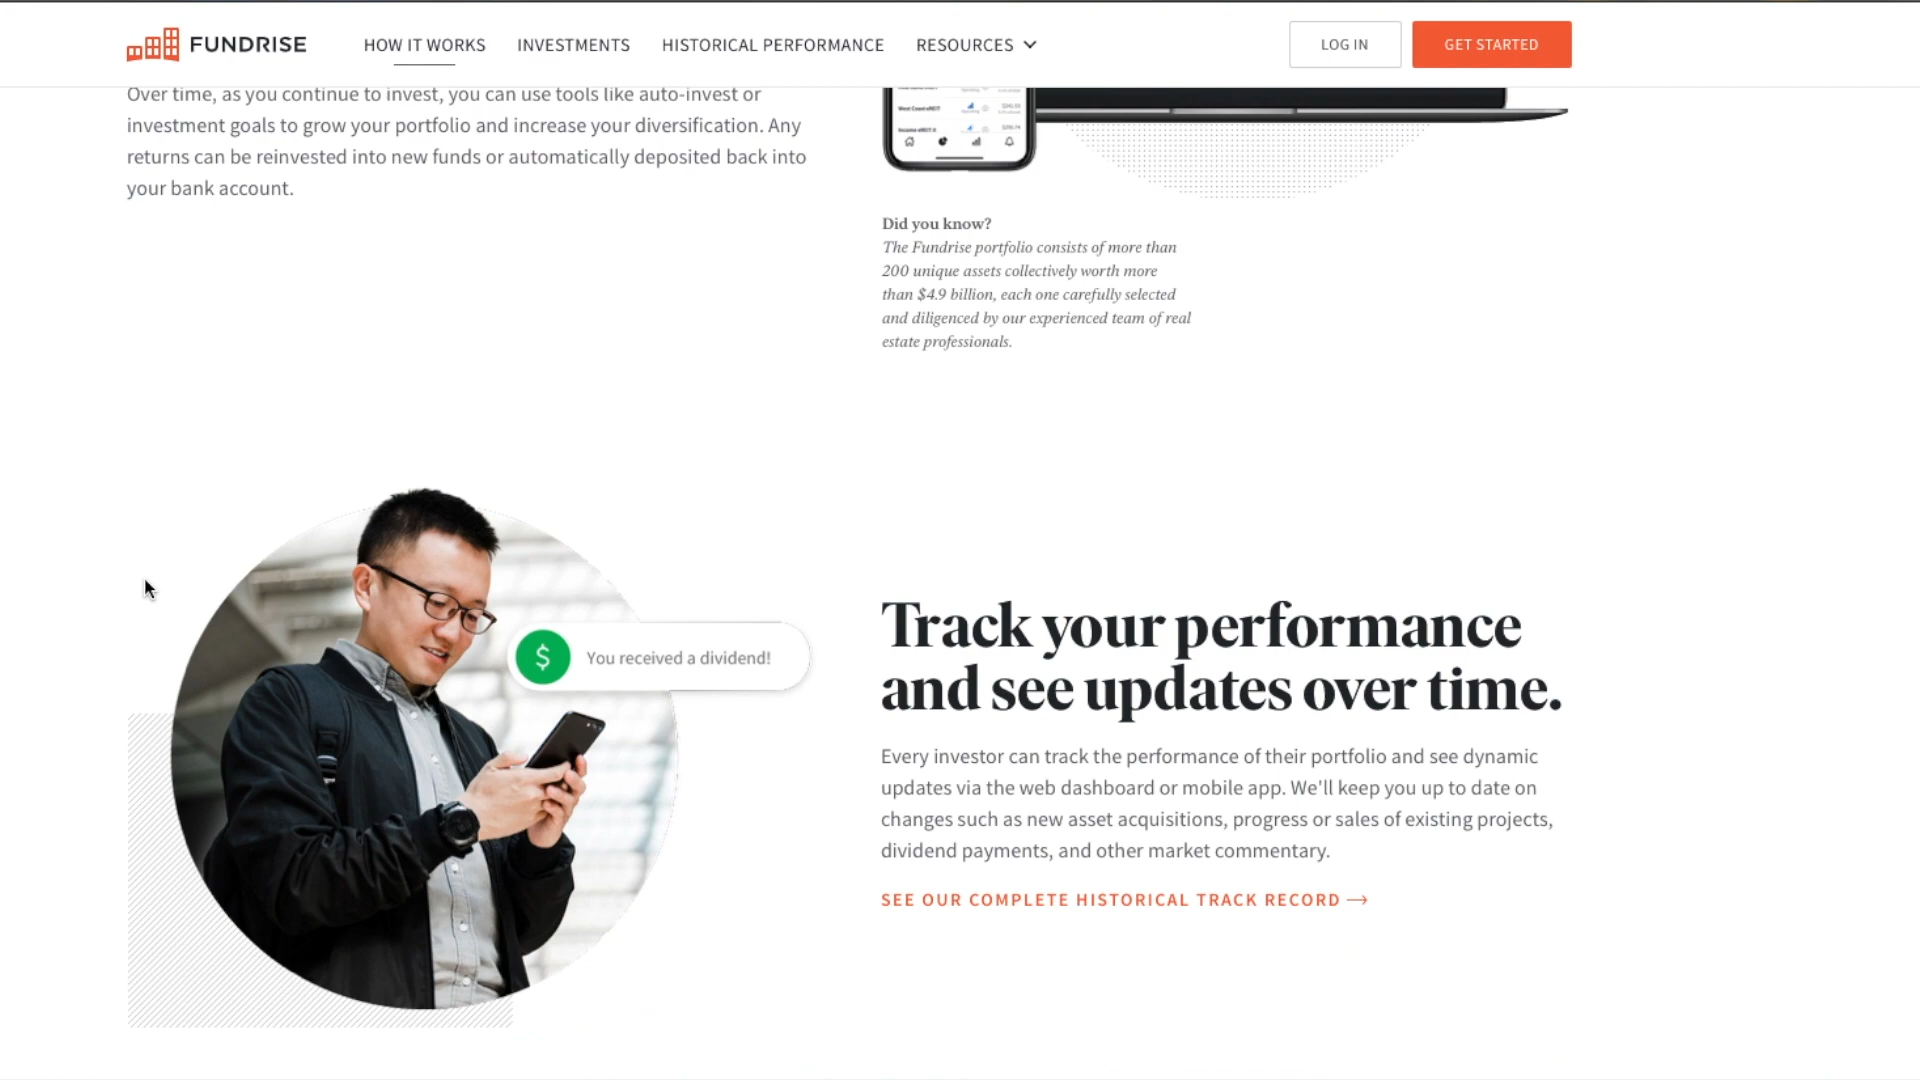 FUNDRISE
HOW IT WORKS
INVESTMENTS
HISTORICAL PERFORMANCE
RESOURCES
LOG IN
GET STARTED
Over time, as you continue to invest, you can use tools like auto-invest or
investment goals to grow your portfolio and increase your diversification. Any
returns can be reinvested into new funds or automatically deposited back into
your bank account.
West Coast eREIT
Income eREIT II
Did you know?
The Fundrise portfolio consists of more than
200 unique assets collectively worth more
than $4.9 billion, each one carefully selected
and diligenced by our experienced team of real
estate professionals.
$ You received a dividend!
Track your performance
and see updates over time.
Every investor can track the performance of their portfolio and see dynamic
updates via the web dashboard or mobile app. We'll keep you up to date on
changes such as new asset acquisitions, progress or sales of existing projects,
dividend payments, and other market commentary.
SEE OUR COMPLETE HISTORICAL TRACK RECORD →